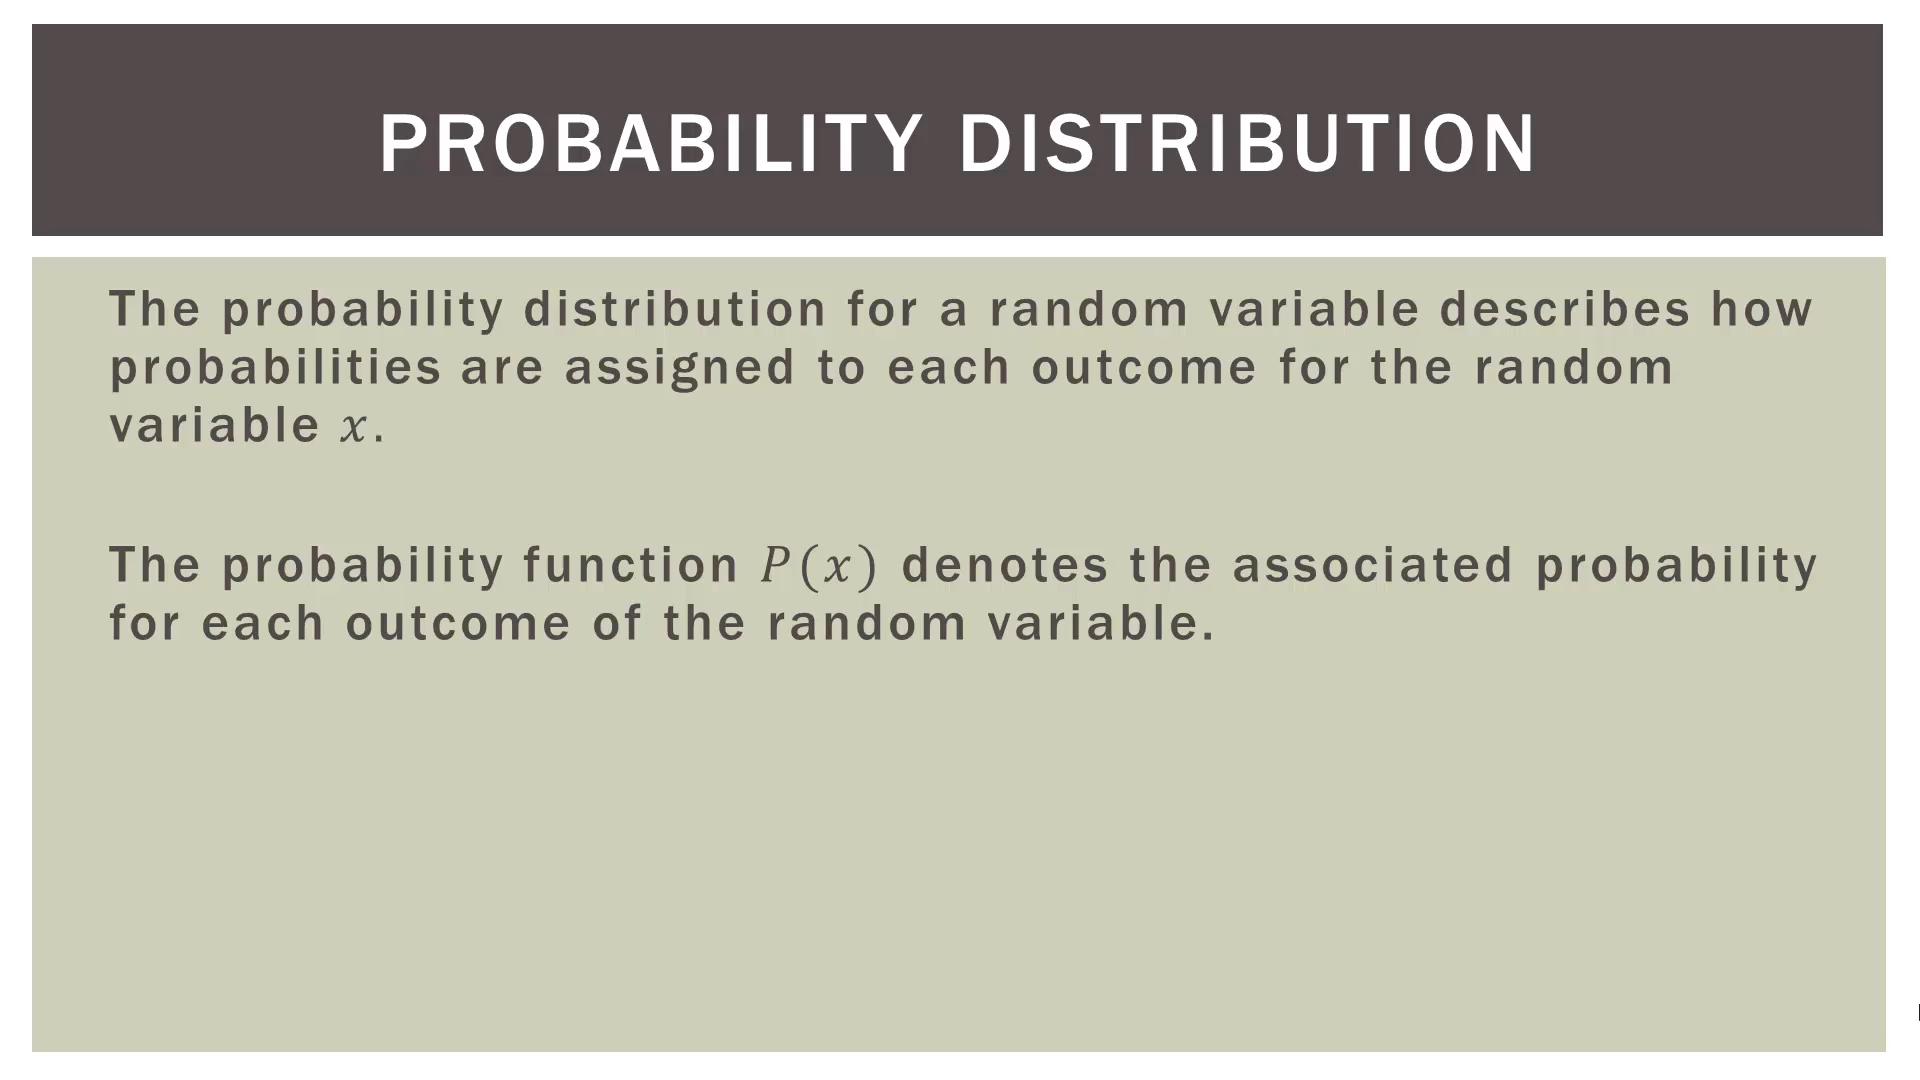 PROBABILITY DISTRIBUTION
The probability distribution for a random variable describes how
probabilities are assigned to each outcome for the random
variable x.
The probability function P(x) denotes the associated probability
for each outcome of the random variable.